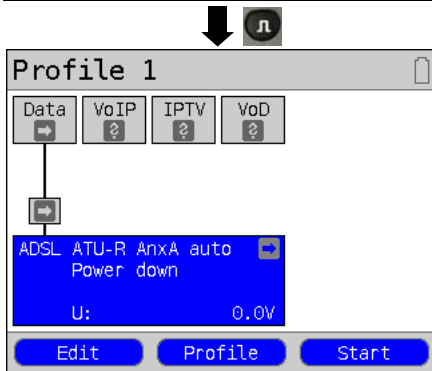 Profile 1
Data VoIP IPTV VoD
? ? ?
ADSL ATU-R AnxA auto
Power down
U: 0.0V
Edit Profile Start